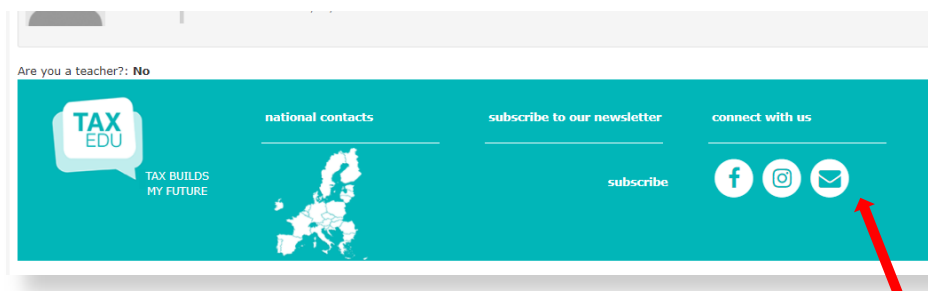 Are you a teacher?: No
TAX
EDU
TAX BUILDS
MY FUTURE
national contacts
subscribe to our newsletter
subscribe
connect with us